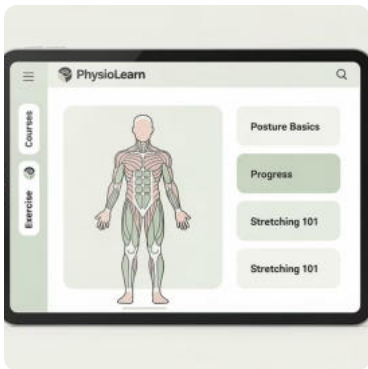 PhysioLearn
Courses
Exercise
Posture Basics
Progress
Stretching 101
Stretching 101